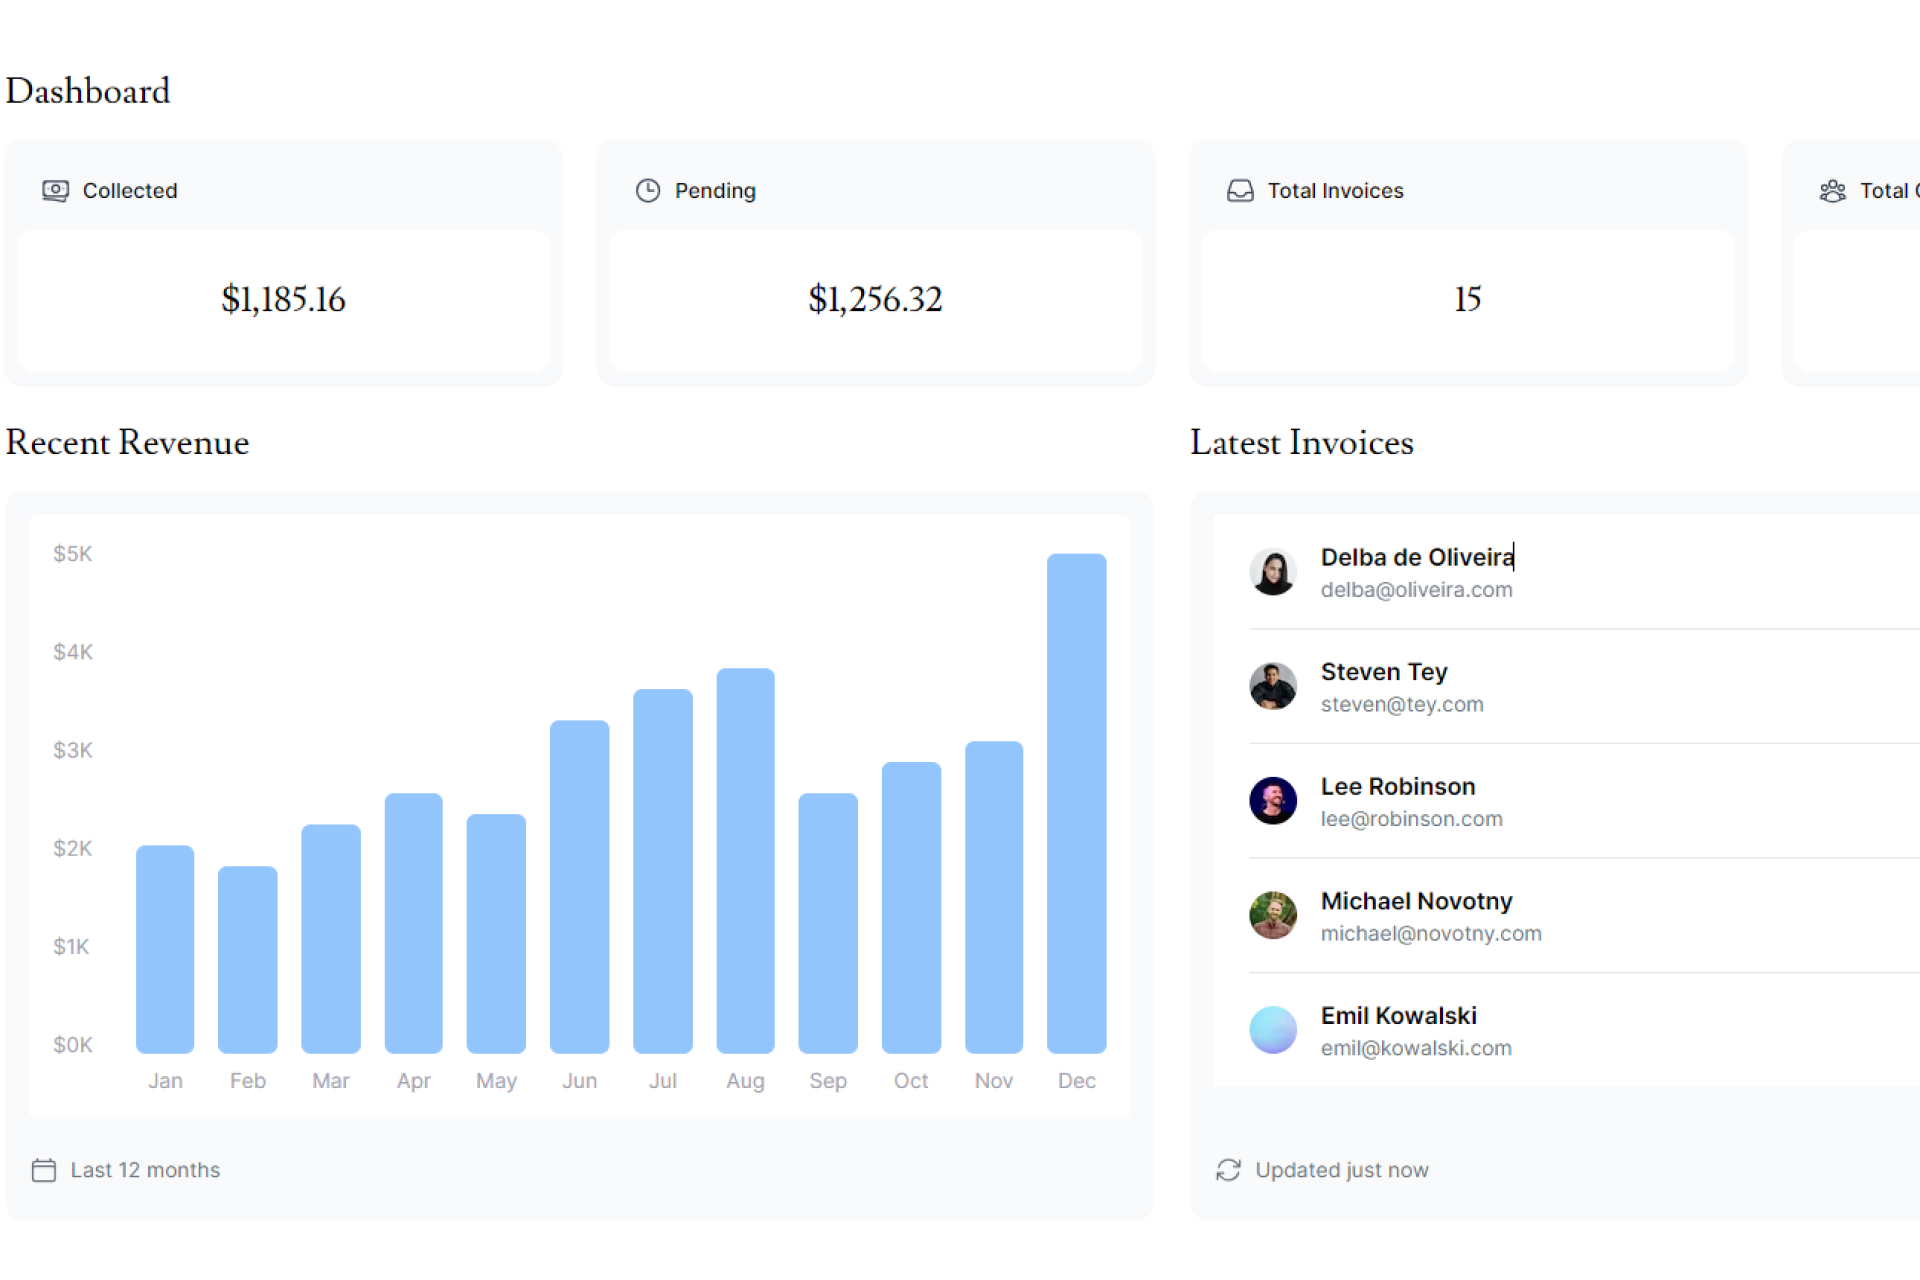 Dashboard
Collected
$1,185.16
Pending
$1,256.32
Total Invoices
15
Total
Recent Revenue
$5K
$4K
$3K
$2K
$1K
$0K
Jan Feb Mar Apr May Jun Jul Aug Sep Oct Nov Dec
Last 12 months
Latest Invoices
Delba de Oliveira
delba@oliveira.com
Steven Tey
steven@tey.com
Lee Robinson
lee@robinson.com
Michael Novotny
michael@novotny.com
Emil Kowalski
emil@kowalski.com
Updated just now